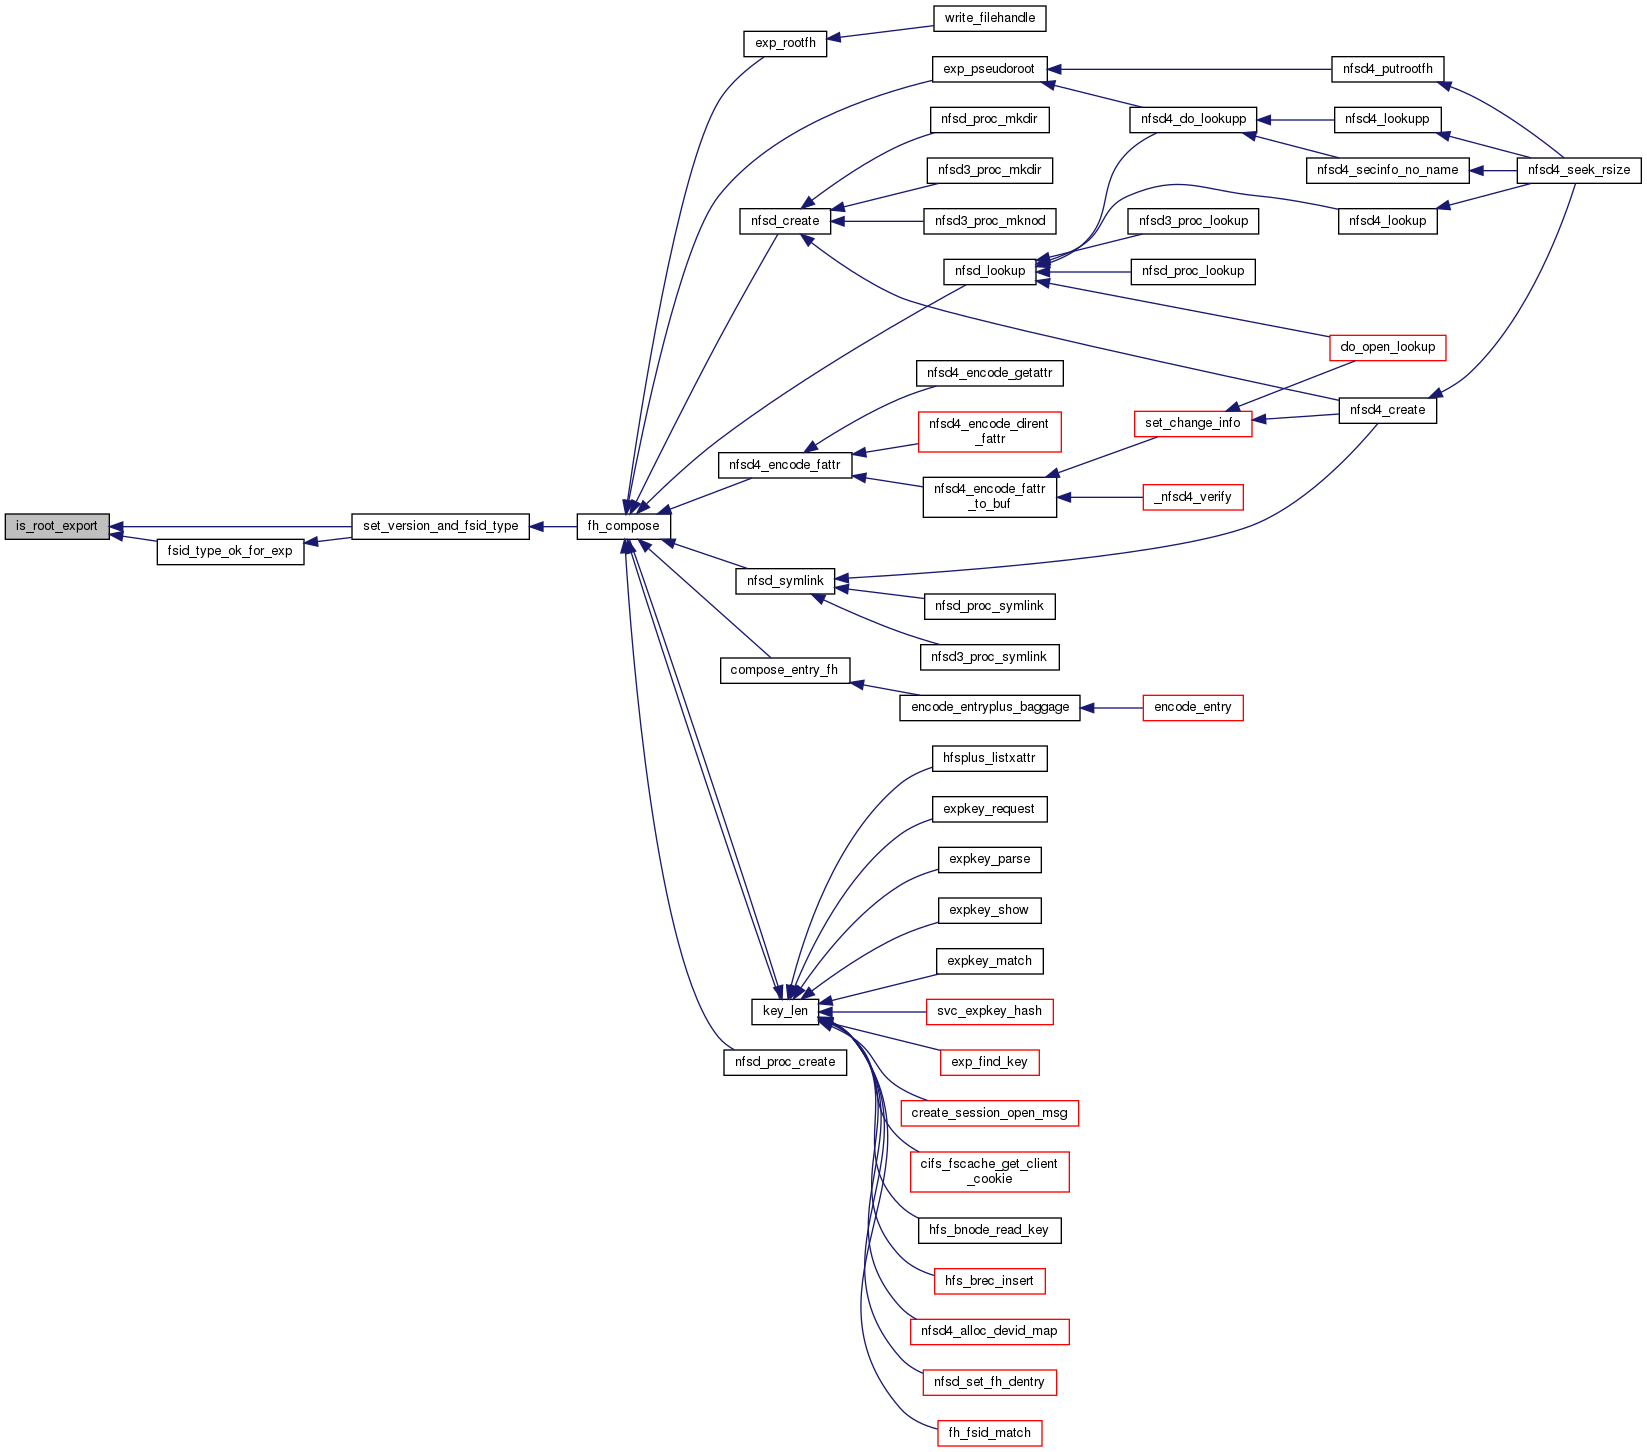 write_filehandle
exp_rootfh
exp_pseudoroot
nfsd4_putrootfh
nfsd_proc_mkdir
nfsd4_do_lookupp
nfsd4_lookupp
nfsd3_proc_mkdir
nfsd4_secinfo_no_name
nfsd4_seek_rsize
nfsd_create
nfsd3_proc_mknod
nfsd3_proc_lookup
nfsd4_lookup
nfsd_lookup
nfsd_proc_lookup
do_open_lookup
nfsd4_encode_getattr
nfsd4_create
nfsd4_encode_dirent
_fattr
set_change_info
nfsd4_encode_fattr
nfsd4_encode_fattr
_to_buf
_nfsd4_verify
is_root_export
set_version_and_fsid_type
fh_compose
fsid_type_ok_for_exp
nfsd_symlink
nfsd_proc_symlink
nfsd3_proc_symlink
compose_entry_fh
encode_entryplus_baggage
encode_entry
hfsplus_listxattr
expkey_request
expkey_parse
expkey_show
expkey_match
key_len
svc_expkey_hash
nfsd_proc_create
exp_find_key
create_session_open_msg
cifs_fscache_get_client
_cookie
hfs_bnode_read_key
hfs_brec_insert
nfsd4_alloc_devid_map
nfsd_set_fh_dentry
fh_fsid_match